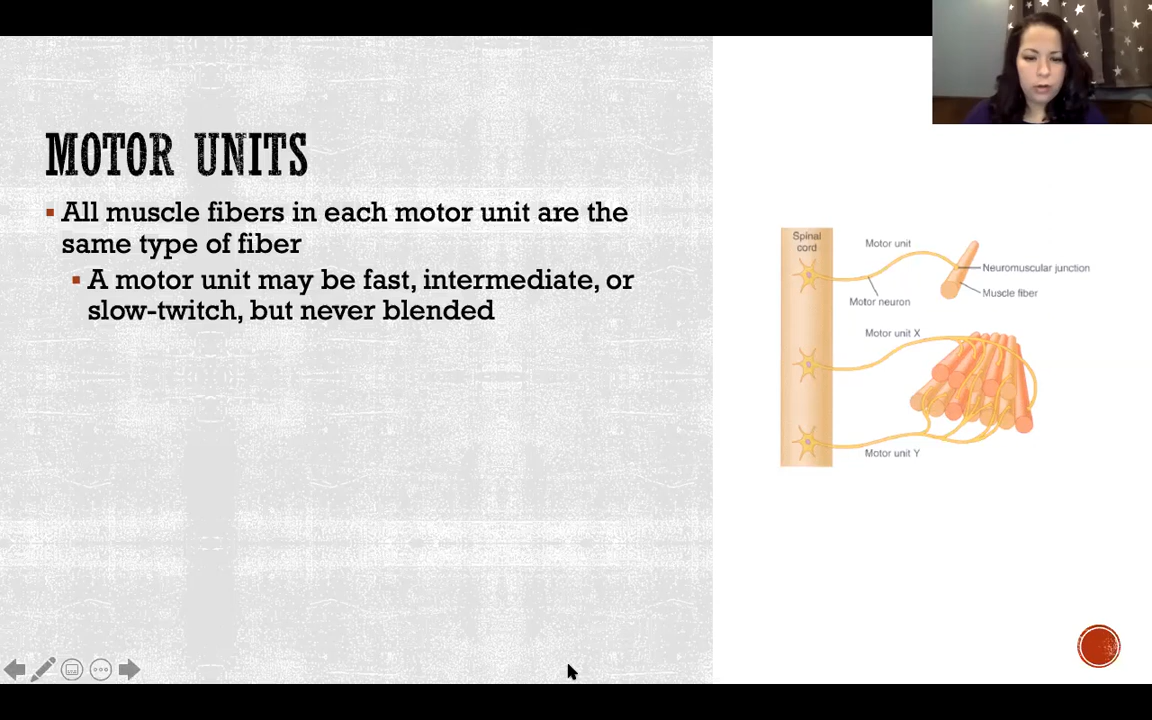 MOTOR UNITS
All muscle fibers in each motor unit are the
same type of fiber
A motor unit may be fast, intermediate, or
slow-twitch, but never blended
Spinal
cord
Motor unit
Neuromuscular junction
Muscle fiber
Motor neuron
Motor unit X
Motor unit Y